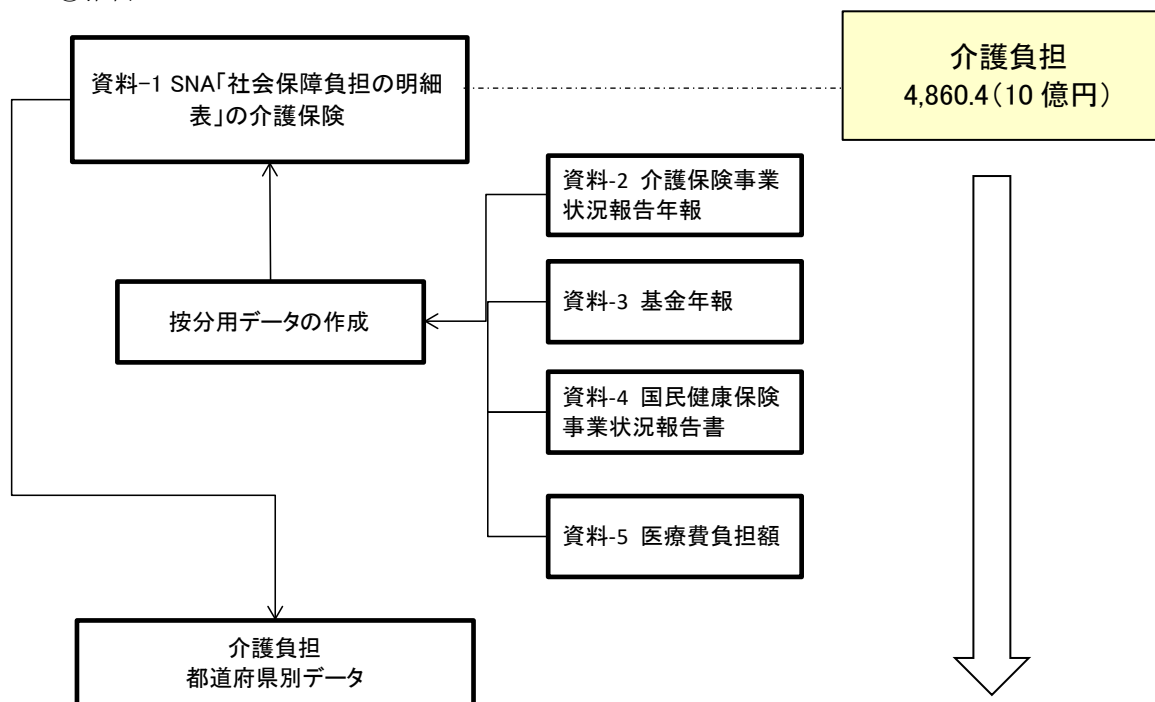 資料-1 SNA「社会保障負担の明細
表」の介護保険
介護負担
4,860.4(10 億円)
資料-2 介護保険事業
状況報告年報
資料-3 基金年報
按分用データの作成
資料-4 国民健康保険
事業状況報告書
資料-5 医療費負担額
介護負担
都道府県別データ